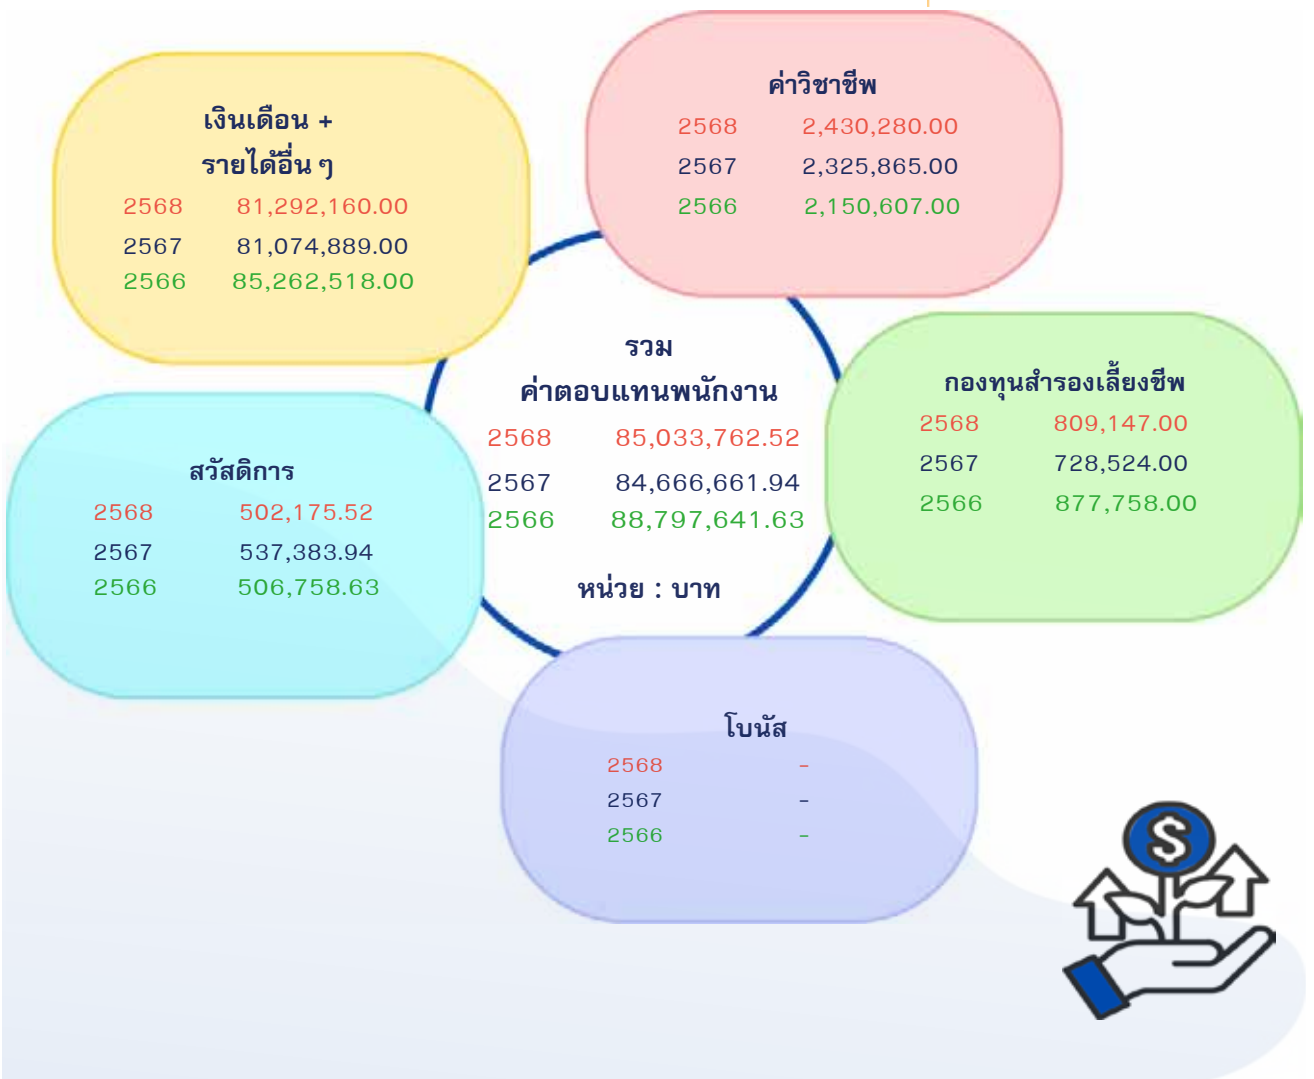 เงินเดือน +
รายได้อื่น ๆ
2568 81,292,160.00
2567 81,074,889.00
2566 85,262,518.00
ค่าวิชาชีพ
2568 2,430,280.00
2567 2,325,865.00
2566 2,150,607.00
รวม
ค่าตอบแทนพนักงาน
2568 85,033,762.52
2567 84,666,661.94
2566 88,797,641.63
หน่วย : บาท
กองทุนสำรองเลี้ยงชีพ
2568 809,147.00
2567 728,524.00
2566 877,758.00
สวัสดิการ
2568 502,175.52
2567 537,383.94
2566 506,758.63
โบนัส
2568 -
2567 -
2566 -
$